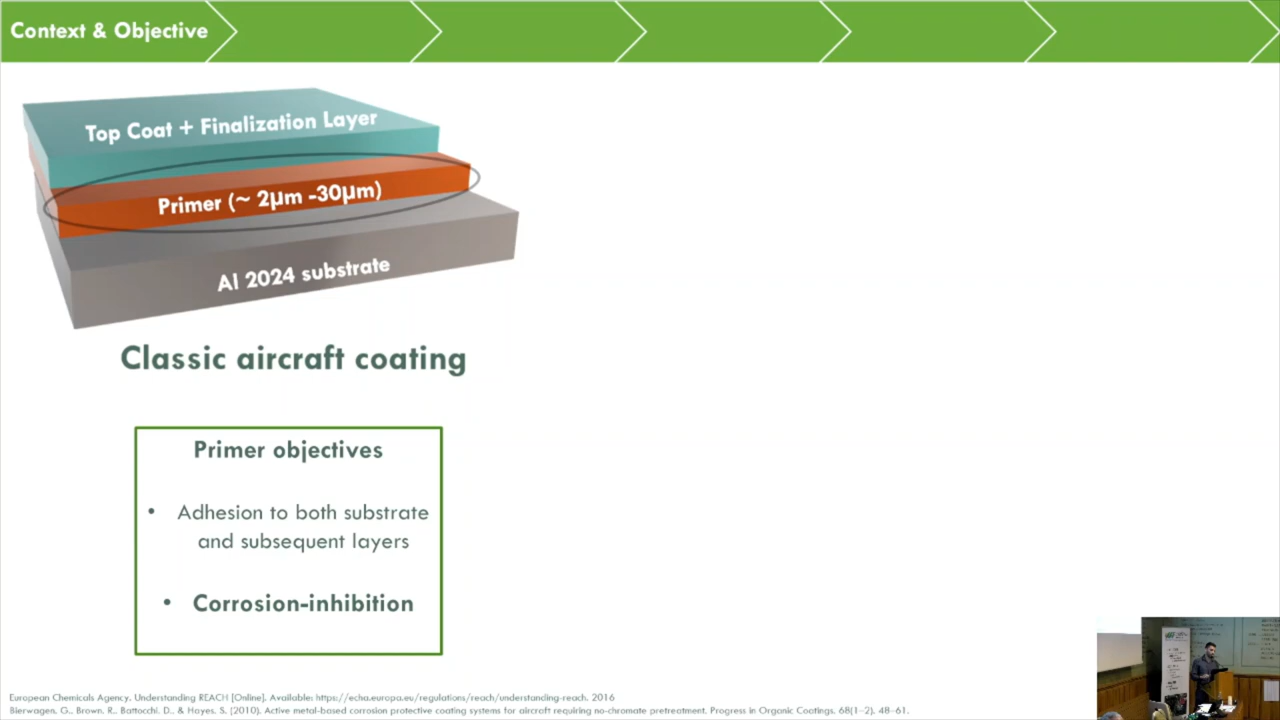 Context & Objective
Top Coat + Finalization Layer
Primer (~ 2µm -30µm)
Al 2024 substrate
Classic aircraft coating
Primer objectives
• Adhesion to both substrate
and subsequent layers
• Corrosion-inhibition
European Chemicals Agency. Understanding REACH [Online]. Available: https://echa.europa.eu/regulations/reach/understanding-reach. 2016
Bierwagen, G., Brown, R., Battocchi, D., & Hayes, S. (2010). Active metal-based corrosion protective coating systems for aircraft requiring no-chromate pretreatment. Progress in Organic Coatings, 68(1–2), 48–61.